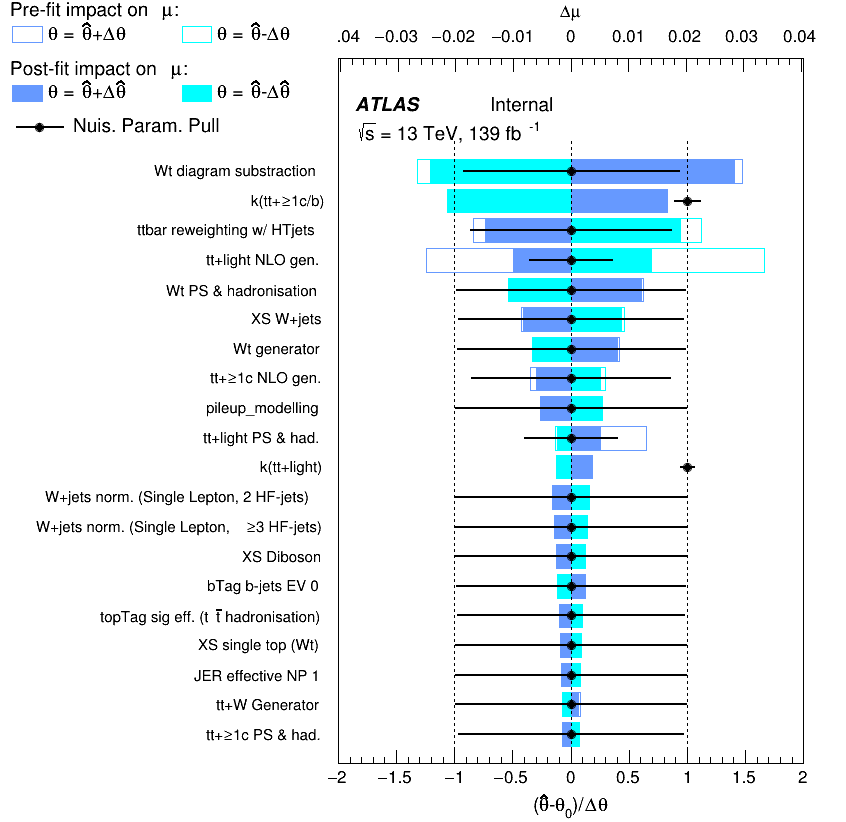 Pre-fit impact on μ:
θ = θ̂+Δθ θ = θ̂-Δθ
Post-fit impact on μ:
θ = θ̂+Δθ̂ θ = θ̂-Δθ̂
Nuis. Param. Pull
Δμ
.04 −0.03 −0.02 −0.01 0 0.01 0.02 0.03 0.04
ATLAS Internal
√s = 13 TeV, 139 fb⁻¹
Wt diagram substraction
k(tt+≥1c/b)
ttbar reweighting w/ HTjets
tt+light NLO gen.
Wt PS & hadronisation
XS W+jets
Wt generator
tt+≥1c NLO gen.
pileup_modelling
tt+light PS & had.
k(tt+light)
W+jets norm. (Single Lepton, 2 HF-jets)
W+jets norm. (Single Lepton, ≥3 HF-jets)
XS Diboson
bTag b-jets EV 0
topTag sig eff. (t t̄ hadronisation)
XS single top (Wt)
JER effective NP 1
tt+W Generator
tt+≥1c PS & had.
−2 −1.5 −1 −0.5 0 0.5 1 1.5 2
(θ̂-θ₀)/Δθ